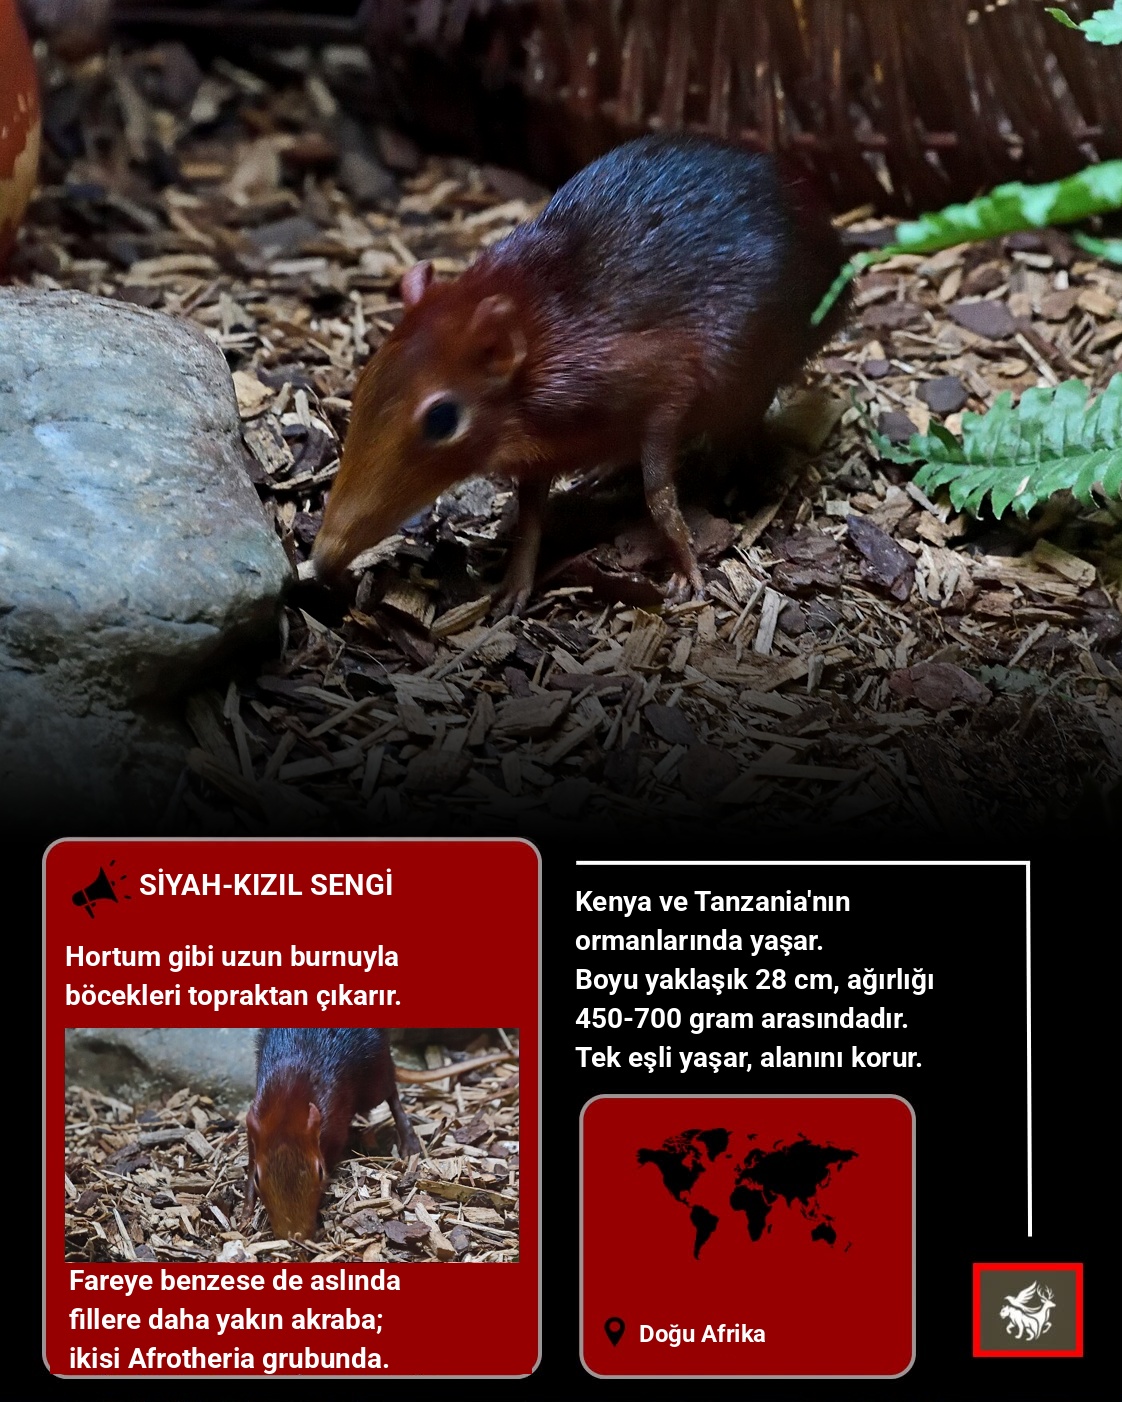 SİYAH-KIZIL SENGİ
Hortum gibi uzun burnuyla
böcekleri topraktan çıkarır.
Fareye benzese de aslında
fillere daha yakın akraba;
ikisi Afrotheria grubunda.
Kenya ve Tanzania'nın
ormanlarında yaşar.
Boyu yaklaşık 28 cm, ağırlığı
450-700 gram arasındadır.
Tek eşli yaşar, alanını korur.
Doğu Afrika